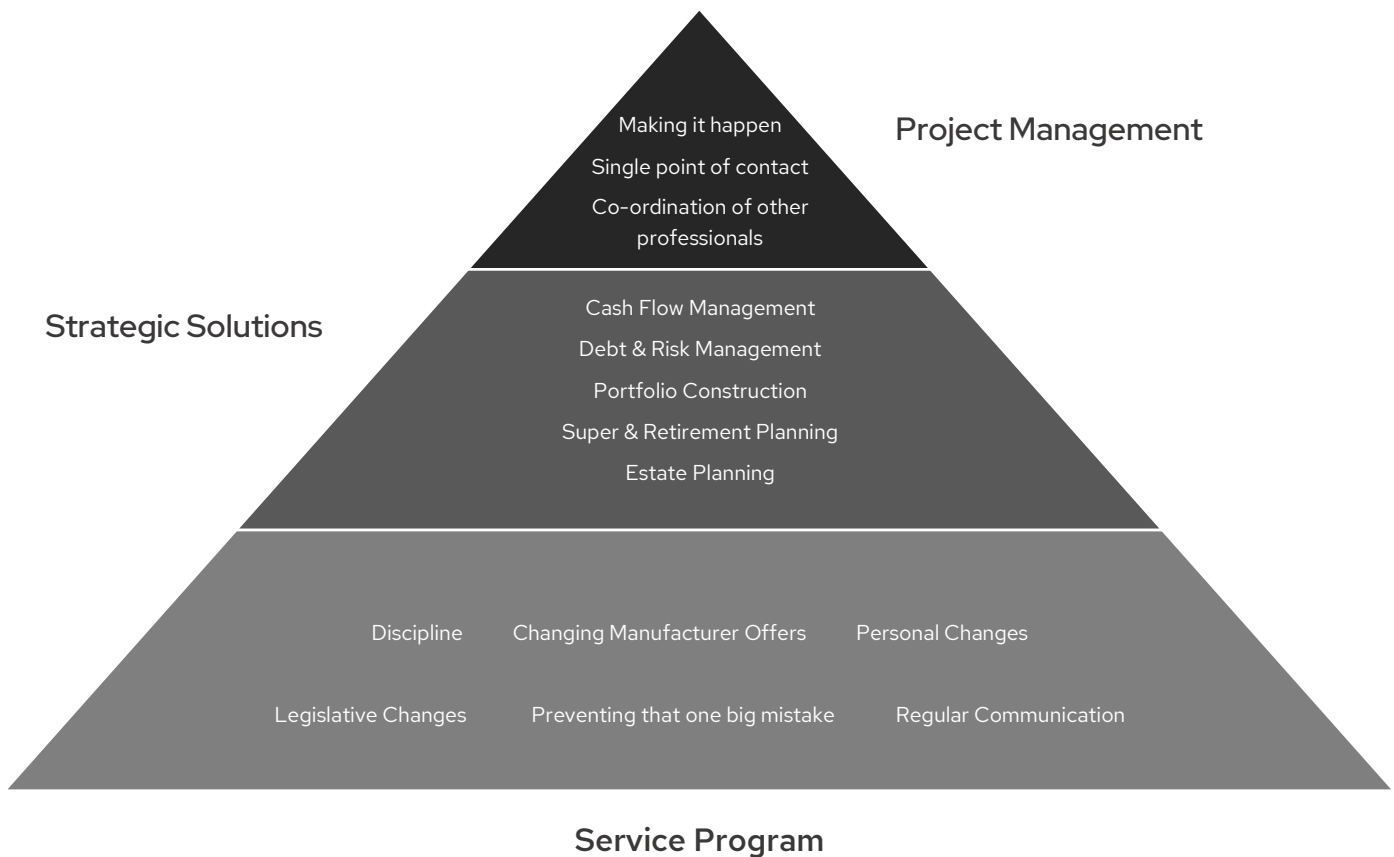 Making it happen
Project Management
Single point of contact
Co-ordination of other
professionals
Strategic Solutions
Cash Flow Management
Debt & Risk Management
Portfolio Construction
Super & Retirement Planning
Estate Planning
Discipline Changing Manufacturer Offers Personal Changes
Legislative Changes Preventing that one big mistake Regular Communication
Service Program